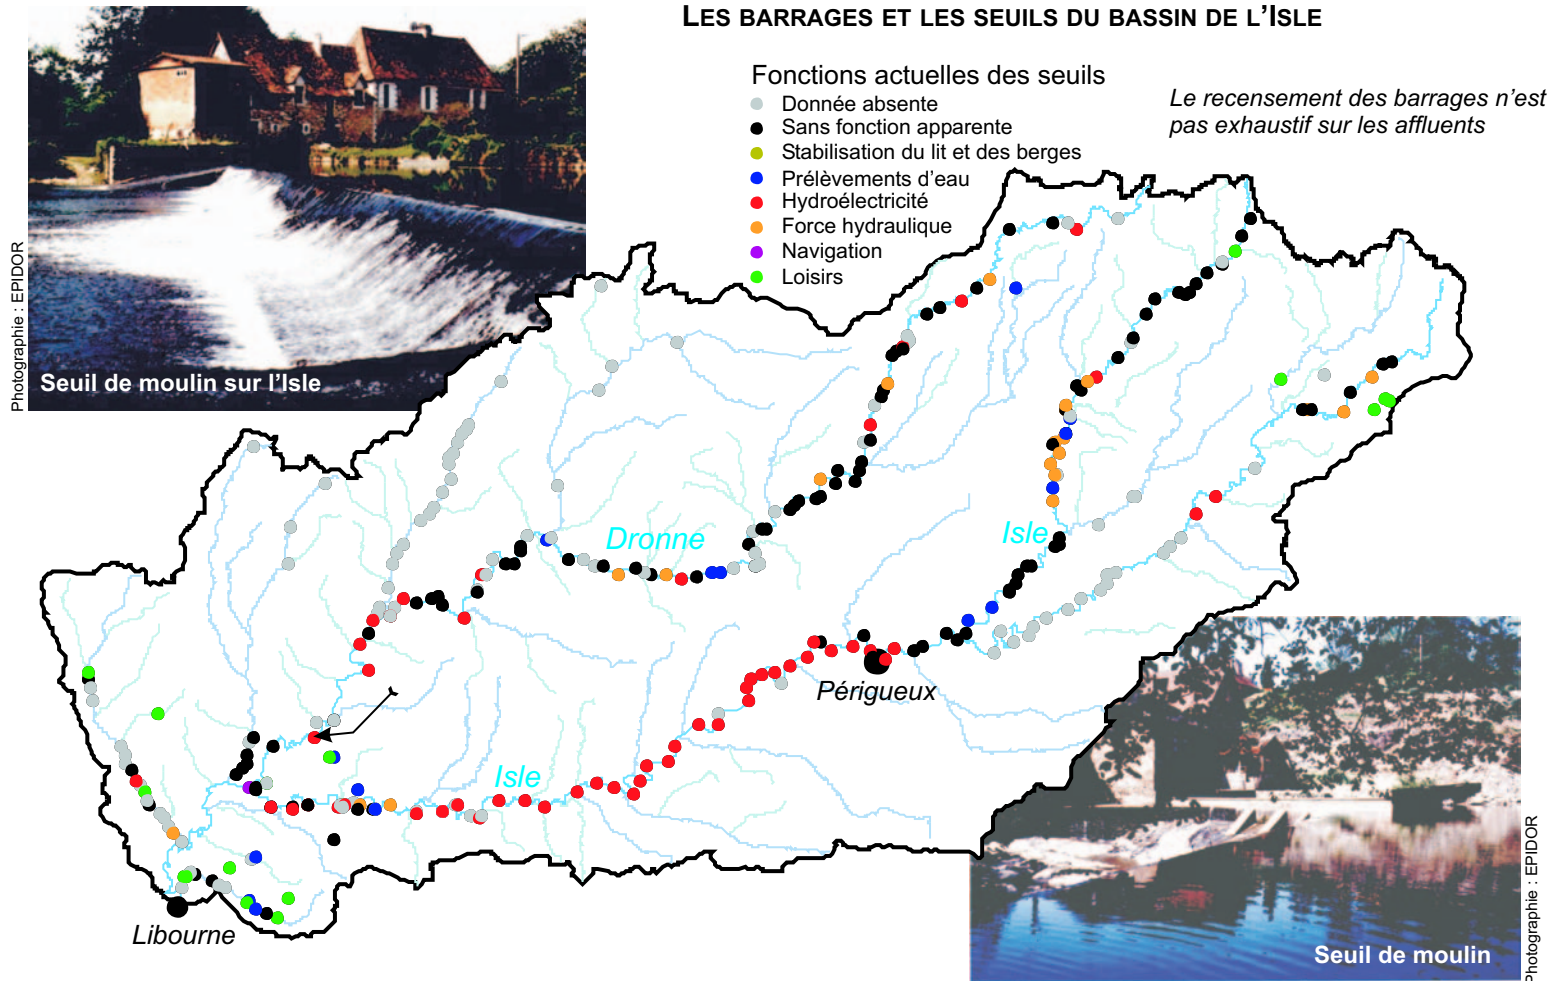 LES BARRAGES ET LES SEUILS DU BASSIN DE L'ISLE
Fonctions actuelles des seuils
Donnée absente
Sans fonction apparente
Stabilisation du lit et des berges
Prélèvements d'eau
Hydroélectricité
Force hydraulique
Navigation
Loisirs
Le recensement des barrages n'est
pas exhaustif sur les affluents
Photographie : EPIDOR
Seuil de moulin sur l'Isle
Dronne
Isle
Périgueux
Isle
Libourne
Seuil de moulin
Photographie : EPIDOR